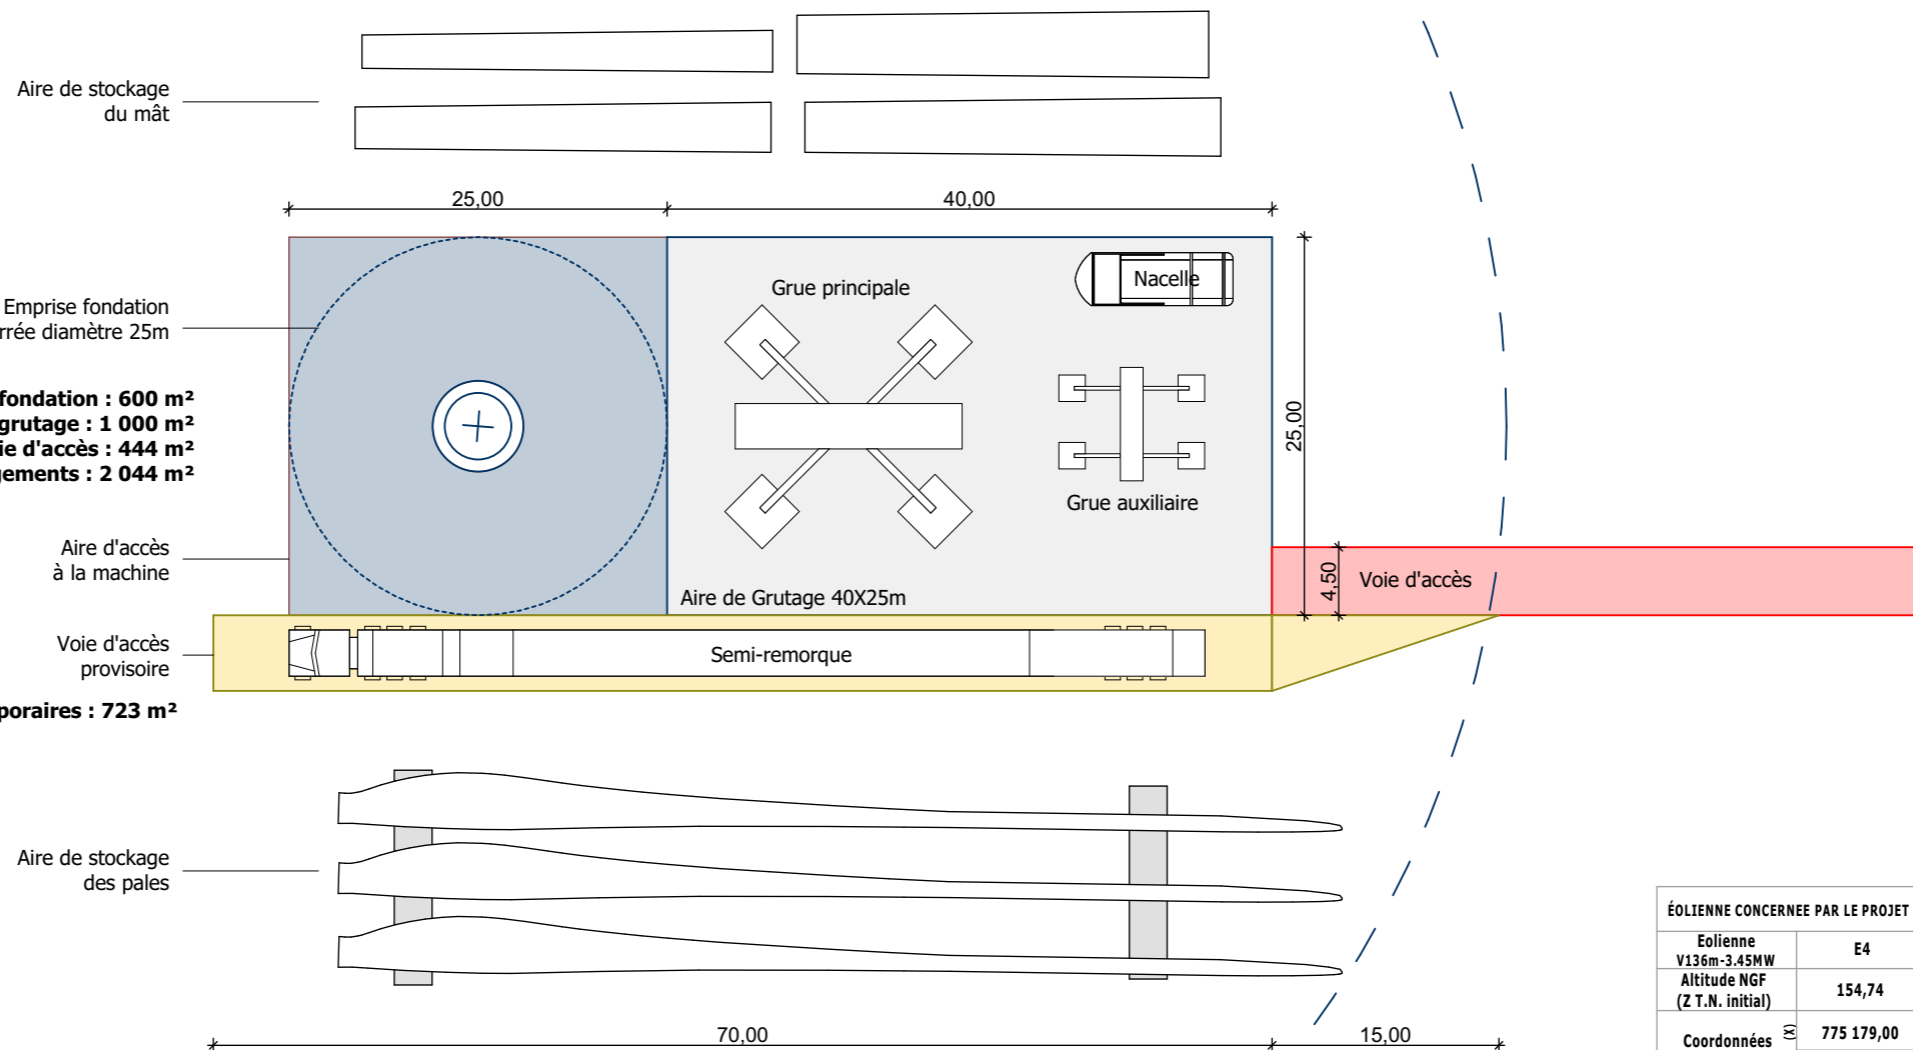 Aire de stockage
du mât
25,00
40,00
Nacelle
Grue principale
Emprise fondation
rrée diamètre 25m
fondation : 600 m²
grutage : 1 000 m²
ie d'accès : 444 m²
gements : 2 044 m²
25,00
Grue auxiliaire
Aire d'accès
à la machine
4,50
Voie d'accès
Aire de Grutage 40X25m
Voie d'accès
provisoire
Semi-remorque
poraires : 723 m²
Aire de stockage
des pales
ÉOLIENNE CONCERNEE PAR LE PROJET
Eolienne
V136m-3.45MW
E4
Altitude NGF
(Z T.N. initial)
154,74
Coordonnées
(X)
775 179,00
70,00
15,00